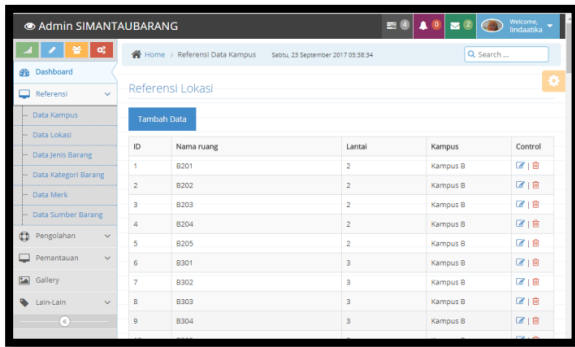 Admin SIMANTAUBARANG
4
0
2
Welcome,
lindaatika
Home > Referensi Data Kampus Sabtu, 23 September 2017 05:38:34
Search ...
Dashboard
Referensi
Data Kampus
Data Lokasi
Data Jenis Barang
Data Kategori Barang
Data Merk
Data Sumber Barang
Pengolahan
Pemantauan
Gallery
Lain-Lain
Referensi Lokasi
Tambah Data
ID Nama ruang Lantai Kampus Control
1 B201 2 Kampus B |
2 B202 2 Kampus B |
3 B203 2 Kampus B |
4 B204 2 Kampus B |
5 B205 2 Kampus B |
6 B301 3 Kampus B |
7 B302 3 Kampus B |
8 B303 3 Kampus B |
9 B304 3 Kampus B |